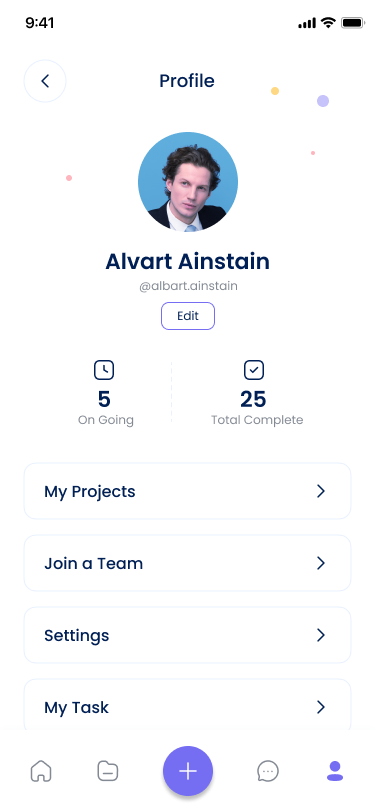 9:41
Profile
Alvart Ainstain
@albart.ainstain
Edit
5
On Going
25
Total Complete
My Projects
Join a Team
Settings
My Task